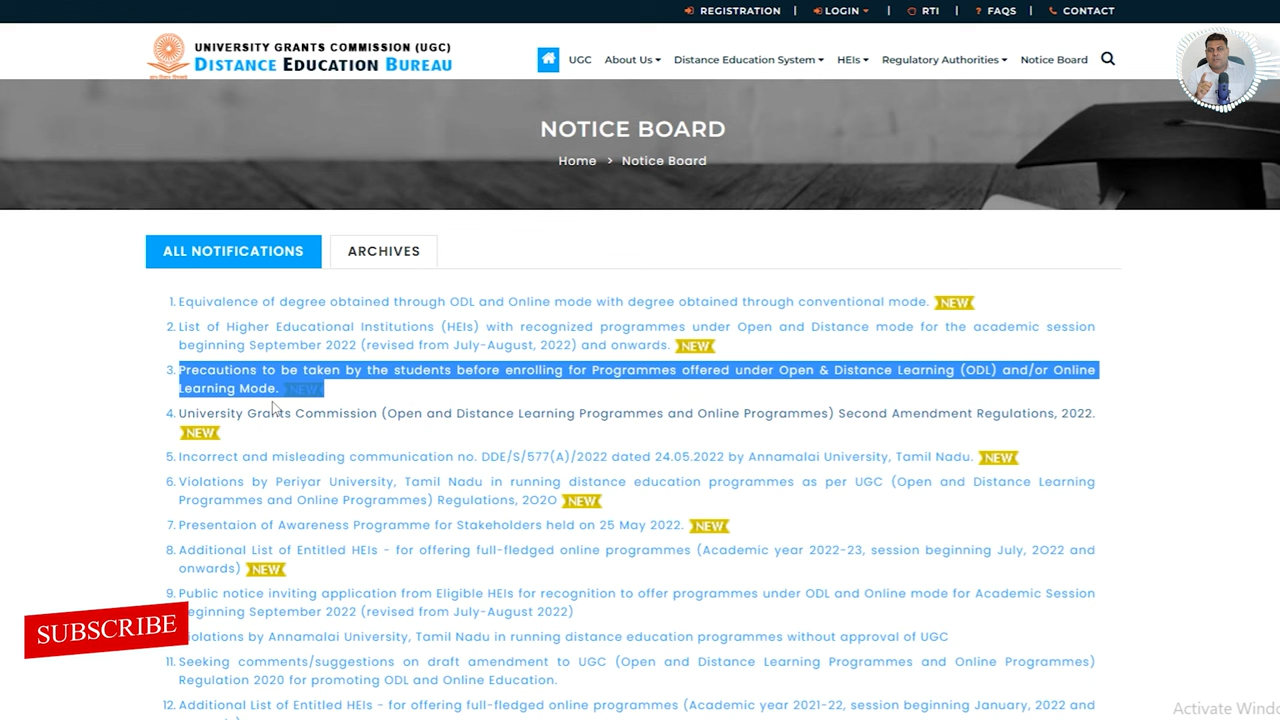 REGISTRATION | LOGIN | RTI | ? FAQS | CONTACT
UNIVERSITY GRANTS COMMISSION (UGC)
DISTANCE EDUCATION BUREAU
UGC About Us Distance Education System HEIs Regulatory Authorities Notice Board
NOTICE BOARD
Home > Notice Board
ALL NOTIFICATIONS ARCHIVES
1. Equivalence of degree obtained through ODL and Online mode with degree obtained through conventional mode. NEW
2. List of Higher Educational Institutions (HEIs) with recognized programmes under Open and Distance mode for the academic session
beginning September 2022 (revised from July-August, 2022) and onwards. NEW
3. Precautions to be taken by the students before enrolling for Programmes offered under Open & Distance Learning (ODL) and/or Online
Learning Mode. NEW
4. University Grants Commission (Open and Distance Learning Programmes and Online Programmes) Second Amendment Regulations, 2022.
NEW
5. Incorrect and misleading communication no. DDE/S/577(A)/2022 dated 24.05.2022 by Annamalai University, Tamil Nadu. NEW
6. Violations by Periyar University, Tamil Nadu in running distance education programmes as per UGC (Open and Distance Learning
Programmes and Online Programmes) Regulations, 2O2O NEW
7. Presentaion of Awareness Programme for Stakeholders held on 25 May 2022. NEW
8. Additional List of Entitled HEIs - for offering full-fledged online programmes (Academic year 2022-23, session beginning July, 2O22 and
onwards) NEW
9. Public notice inviting application from Eligible HEIs for recognition to offer programmes under ODL and Online mode for Academic Session
beginning September 2022 (revised from July-August 2022)
Violations by Annamalai University, Tamil Nadu in running distance education programmes without approval of UGC
SUBSCRIBE
11. Seeking comments/suggestions on draft amendment to UGC (Open and Distance Learning Programmes and Online Programmes)
Regulation 2020 for promoting ODL and Online Education.
12. Additional List of Entitled HEIs - for offering full-fledged online programmes (Academic year 2021-22, session beginning January, 2022 and
Activate Windo